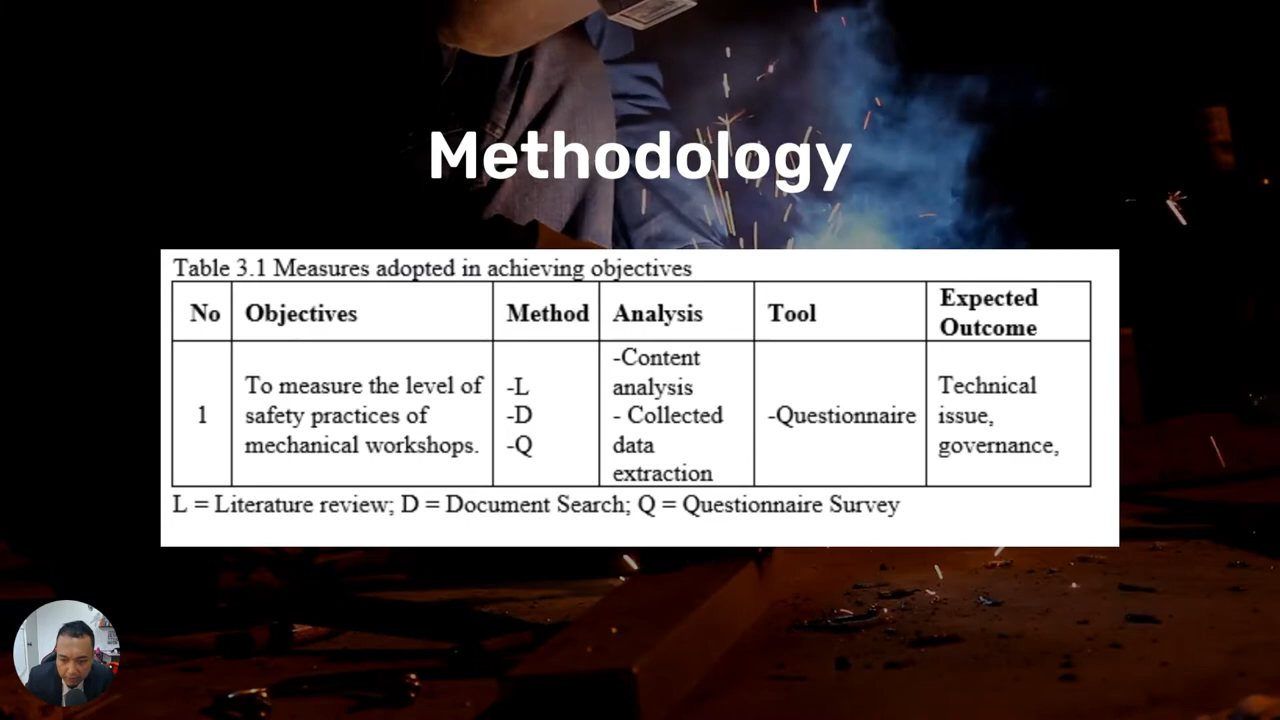 Methodology
Table 3.1 Measures adopted in achieving objectives
No
Objectives
Method
Analysis
Tool
Expected
Outcome
1
To measure the level of
safety practices of
mechanical workshops.
-L
-D
-Q
-Content
analysis
- Collected
data
extraction
-Questionnaire
Technical
issue,
governance,
L = Literature review; D = Document Search; Q = Questionnaire Survey